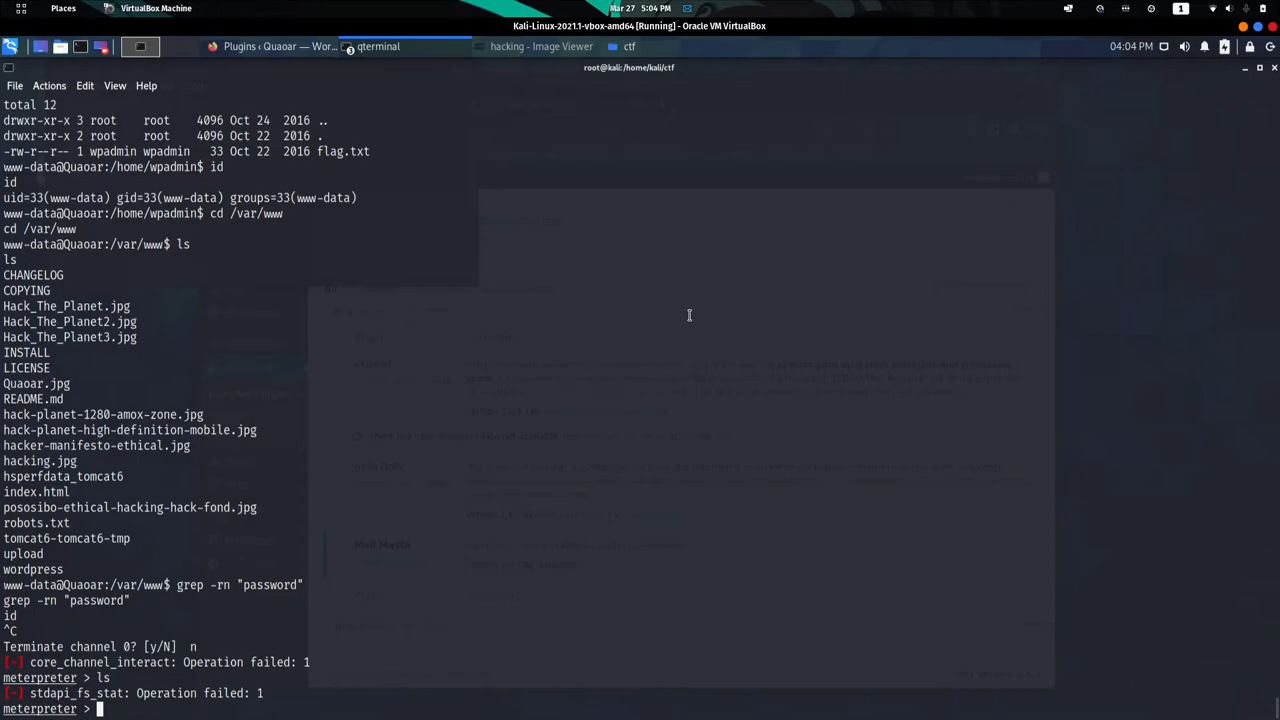 Places VirtualBox Machine Mar 27 5:04 PM 1
Kali-Linux-2021.1-vbox-amd64 [Running] - Oracle VM VirtualBox
Plugins ‹ Quaoar — Wor... qterminal hacking - Image Viewer ctf 04:04 PM
root@kali:/home/kali/ctf
File Actions Edit View Help
total 12
drwxr-xr-x 3 root root 4096 Oct 24 2016 ..
drwxr-xr-x 2 root root 4096 Oct 22 2016 .
-rw-r--r-- 1 wpadmin wpadmin 33 Oct 22 2016 flag.txt
www-data@Quaoar:/home/wpadmin$ id
id
uid=33(www-data) gid=33(www-data) groups=33(www-data)
www-data@Quaoar:/home/wpadmin$ cd /var/www
cd /var/www
www-data@Quaoar:/var/www$ ls
ls
CHANGELOG
COPYING
Hack_The_Planet.jpg
Hack_The_Planet2.jpg
Hack_The_Planet3.jpg
INSTALL
LICENSE
Quaoar.jpg
README.md
hack-planet-1280-amox-zone.jpg
hack-planet-high-definition-mobile.jpg
hacker-manifesto-ethical.jpg
hacking.jpg
hsperfdata_tomcat6
index.html
pososibo-ethical-hacking-hack-fond.jpg
robots.txt
tomcat6-tomcat6-tmp
upload
wordpress
www-data@Quaoar:/var/www$ grep -rn "password"
grep -rn "password"
id
^C
Terminate channel 0? [y/N] n
[-] core_channel_interact: Operation failed: 1
meterpreter > ls
[-] stdapi_fs_stat: Operation failed: 1
meterpreter >
Hello Dolly
Mail Masta